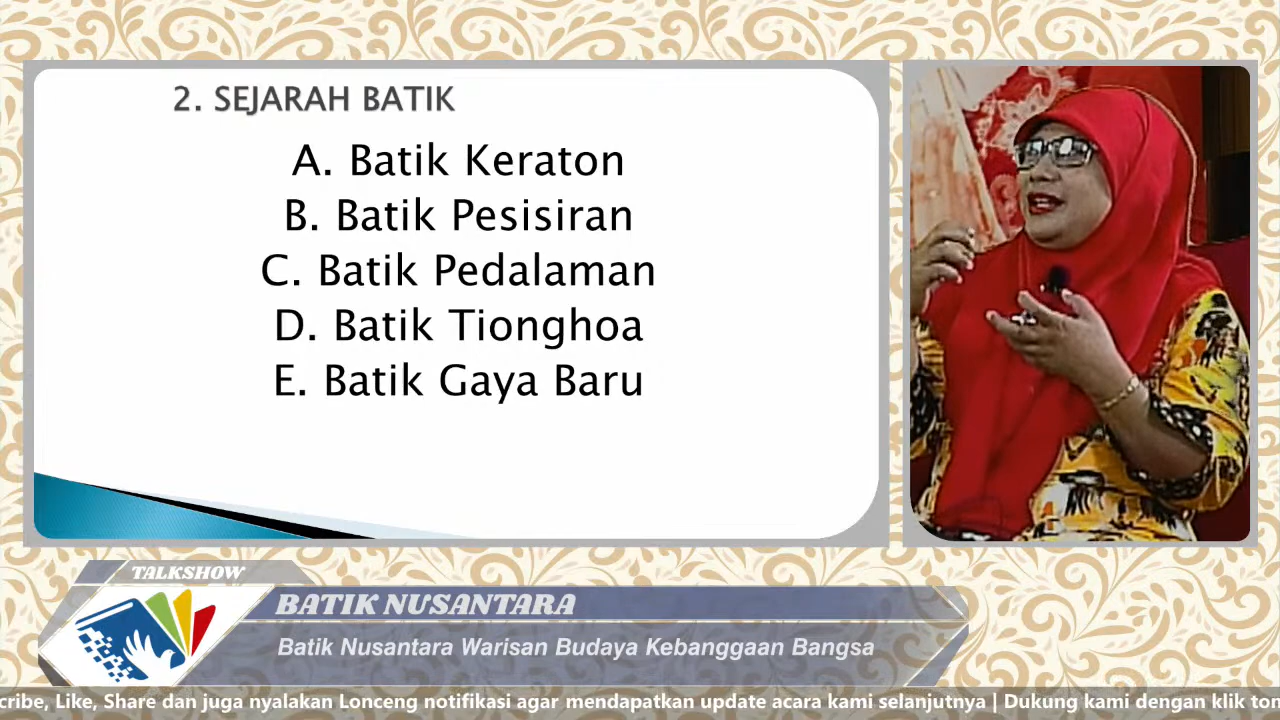 2. SEJARAH BATIK
A. Batik Keraton
B. Batik Pesisiran
C. Batik Pedalaman
D. Batik Tionghoa
E. Batik Gaya Baru
TALKSHOW
BATIK NUSANTARA
Batik Nusantara Warisan Budaya Kebanggaan Bangsa
cribe, Like, Share dan juga nyalakan Lonceng notifikasi agar mendapatkan update acara kami selanjutnya | Dukung kami dengan klik